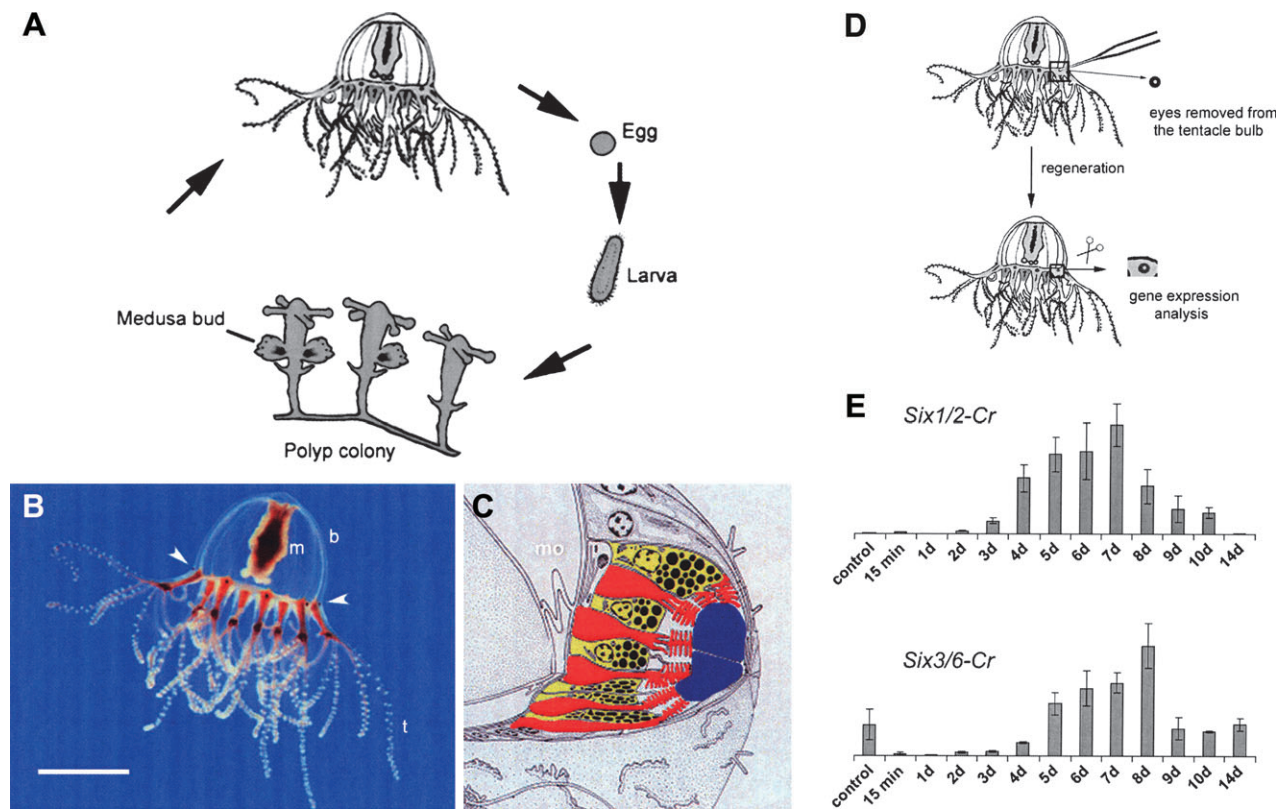 A
Egg
Larva
Medusa bud
Polyp colony
B
m
b
t
C
mo
D
eyes removed from
the tentacle bulb
regeneration
gene expression
analysis
E
Six1/2-Cr
control
15 min
1d
2d
3d
4d
5d
6d
7d
8d
9d
10d
14d
Six3/6-Cr
control
15 min
1d
2d
3d
4d
5d
6d
7d
8d
9d
10d
14d